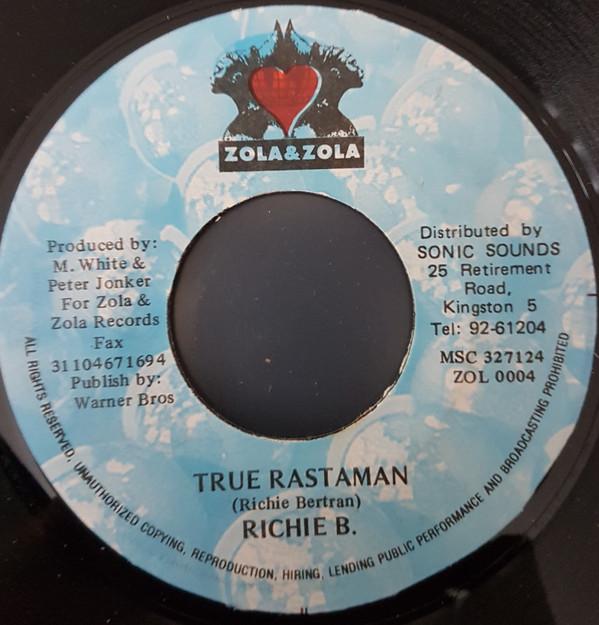 ZOLA&ZOLA
Produced by:
M. White &
Peter Jonker
For Zola &
Zola Records
Fax
31104671694
Publish by:
Warner Bros
Distributed by
SONIC SOUNDS
25 Retirement
Road,
Kingston 5
Tel: 92-61204
MSC 327124
ZOL 0004
TRUE RASTAMAN
(Richie Bertran)
RICHIE B.
ALL RIGHTS RESERVED, UNAUTHORIZED COPYING, REPRODUCTION, HIRING, LENDING PUBLIC PERFORMANCE AND BROADCASTING PROHIBITED